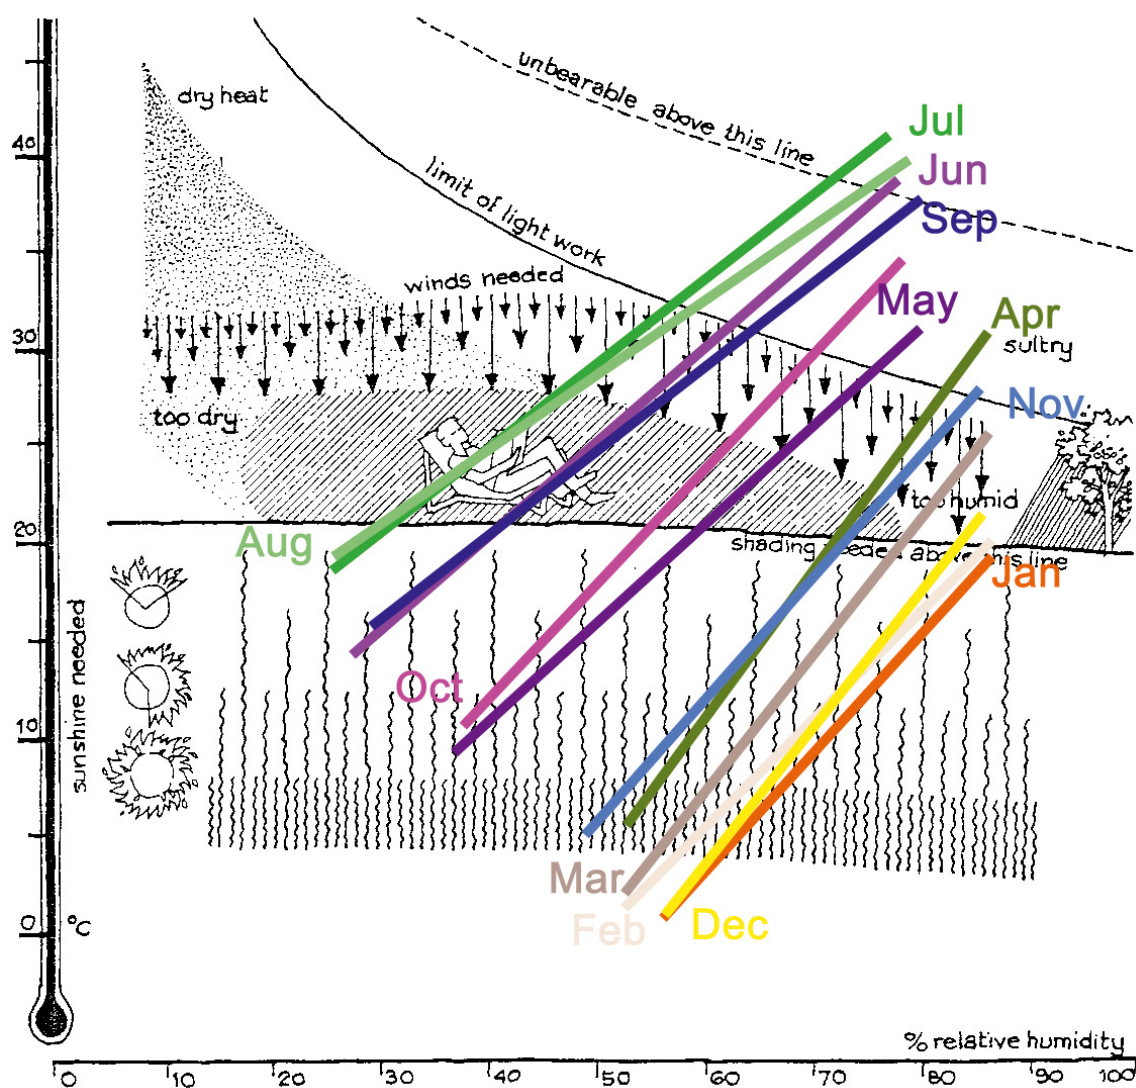 dry heat
unbearable above this line
Jul
40
limit of light work
Jun
Sep
winds needed
May
Apr
30
sultry
too dry
Nov
too humid
20
Aug
shading needed above this line
Jan
sunshine needed
Oct
10
Mar
Feb
Dec
0
°C
% relative humidity
0 10 20 30 40 50 60 70 80 90 100